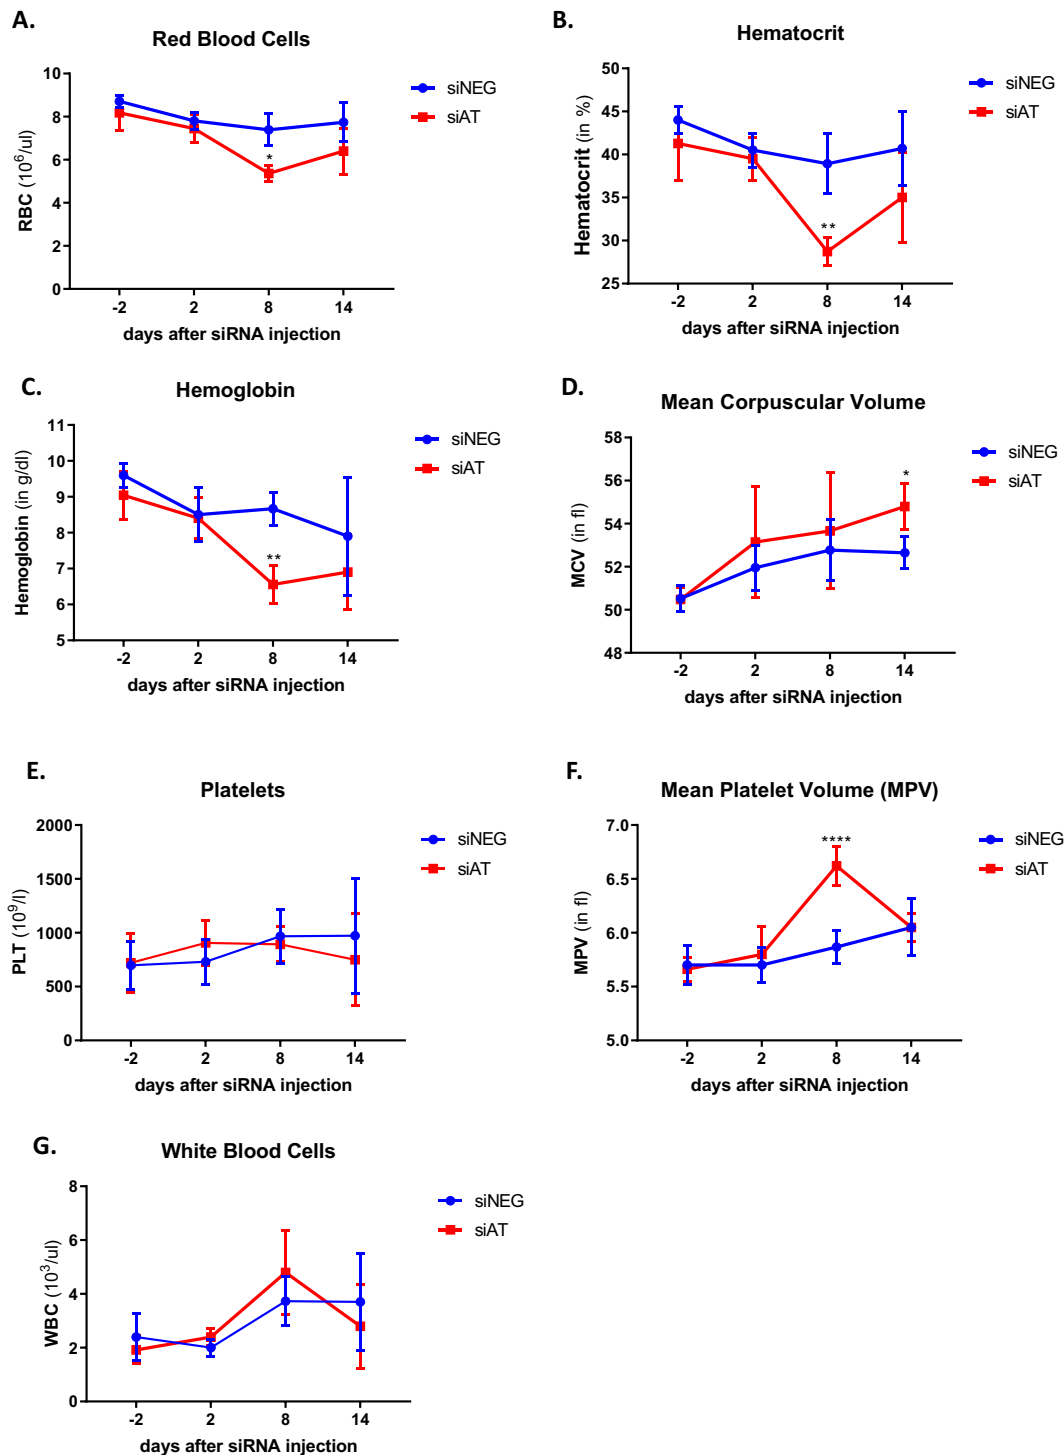 A.
Red Blood Cells
10
8
6
4
2
0
RBC (10⁶/ul)
*
-2 2 8 14
days after siRNA injection
siNEG
siAT
B.
Hematocrit
50
45
40
35
30
25
Hematocrit (in %)
**
-2 2 8 14
days after siRNA injection
siNEG
siAT
C.
Hemoglobin
11
10
9
8
7
6
5
Hemoglobin (in g/dl)
**
-2 2 8 14
days after siRNA injection
siNEG
siAT
D.
Mean Corpuscular Volume
58
56
54
52
50
48
MCV (in fl)
*
-2 2 8 14
days after siRNA injection
siNEG
siAT
E.
Platelets
2000
1500
1000
500
0
PLT (10⁹/l)
-2 2 8 14
days after siRNA injection
siNEG
siAT
F.
Mean Platelet Volume (MPV)
7.0
6.5
6.0
5.5
5.0
MPV (in fl)
****
-2 2 8 14
days after siRNA injection
siNEG
siAT
G.
White Blood Cells
8
6
4
2
0
WBC (10³/ul)
-2 2 8 14
days after siRNA injection
siNEG
siAT